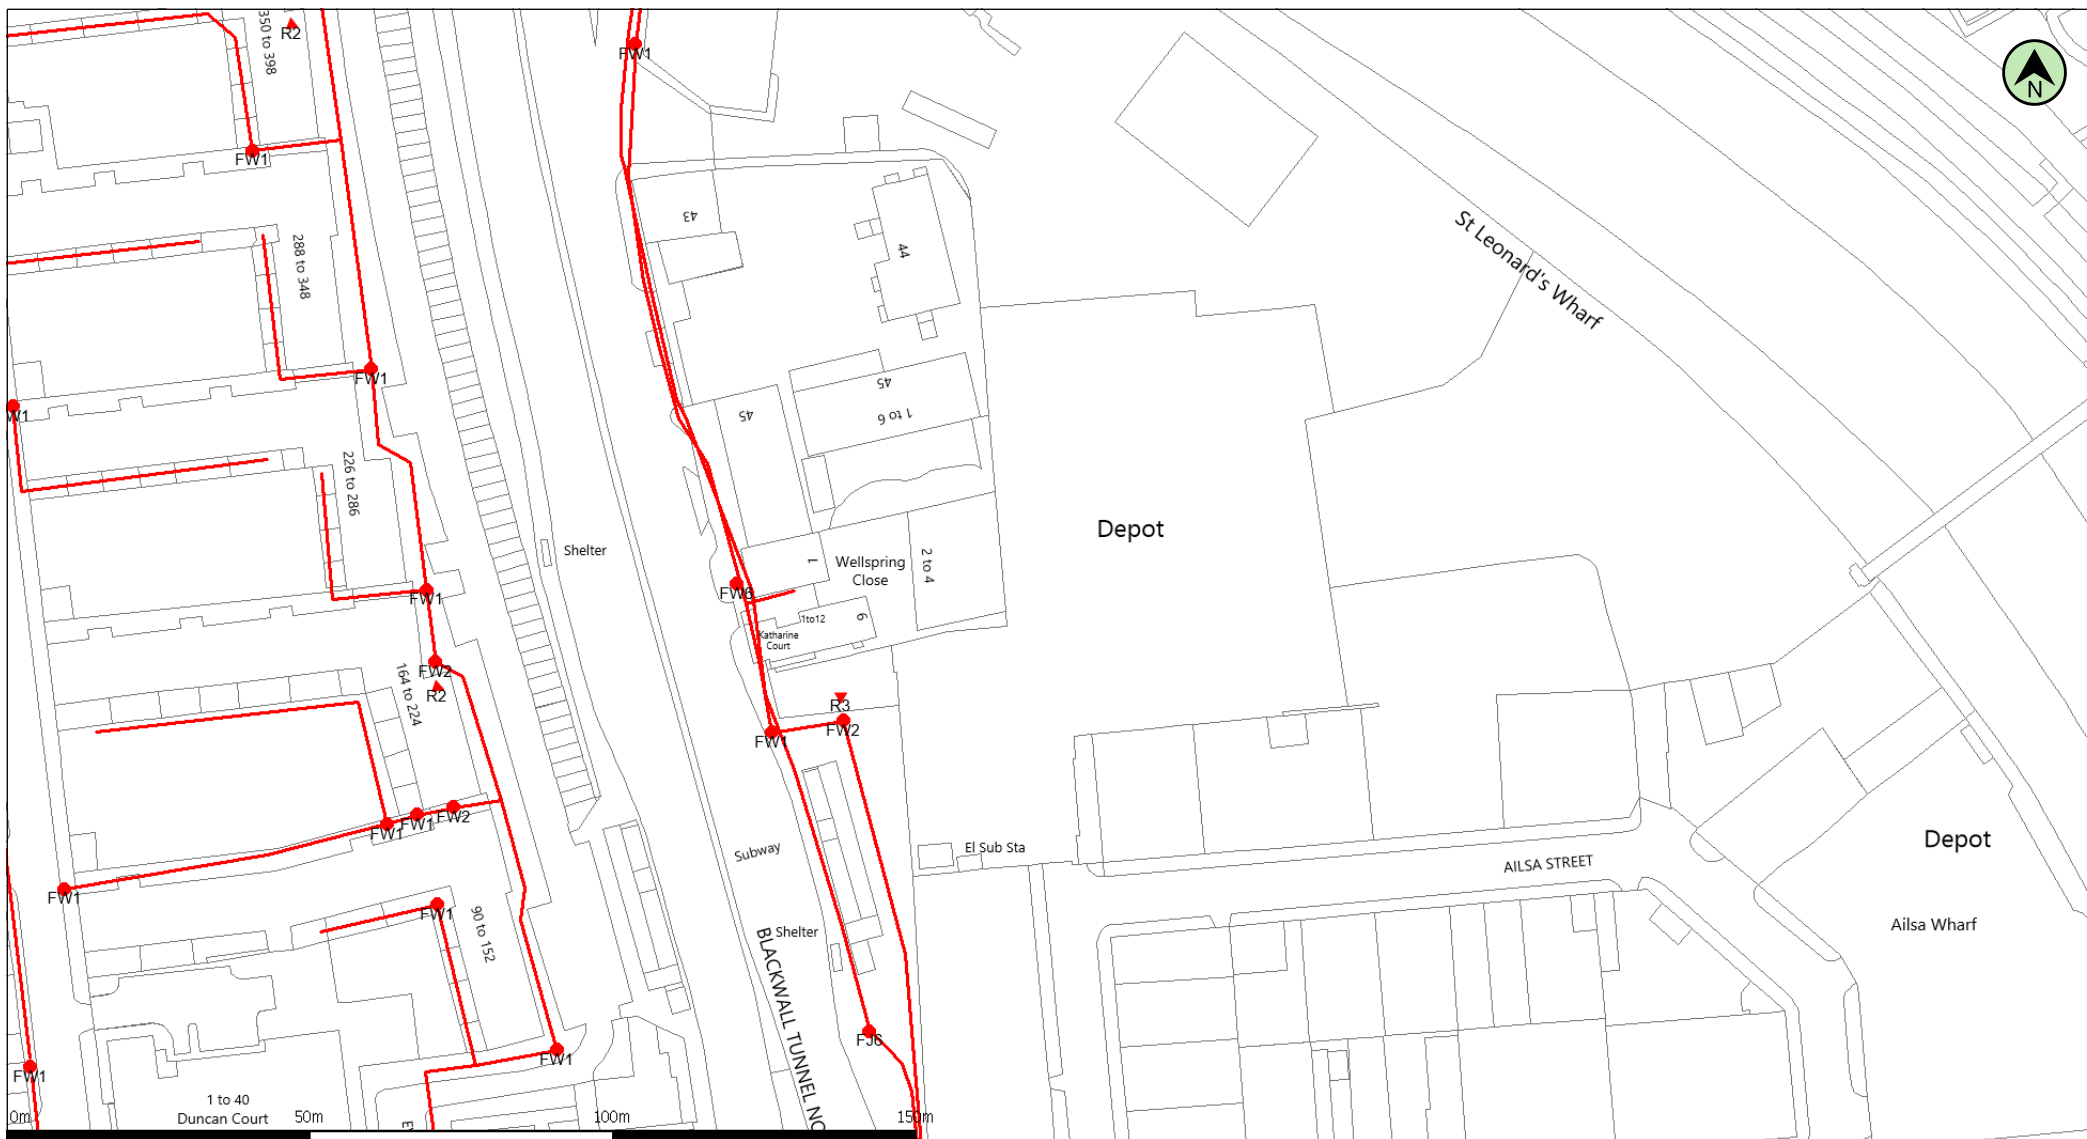 350 to 398
R2
FW1
N
FW1
43
44
St Leonard's Wharf
288 to 348
FW1
45
W1
45
1 to 6
226 to 286
Depot
Shelter
1
Wellspring
Close
2 to 4
FW6
FW1
1to12
6
Katharine
Court
FW2
R2
164 to 224
R3
FW2
FW1
FW1
FW1
FW2
Subway
El Sub Sta
Depot
AILSA STREET
FW1
FW1
90 to 152
Shelter
Ailsa Wharf
BLACKWALL TUNNEL NO
FJ6
FW1
FW1
1 to 40
Duncan Court
0m
50m
100m
150m